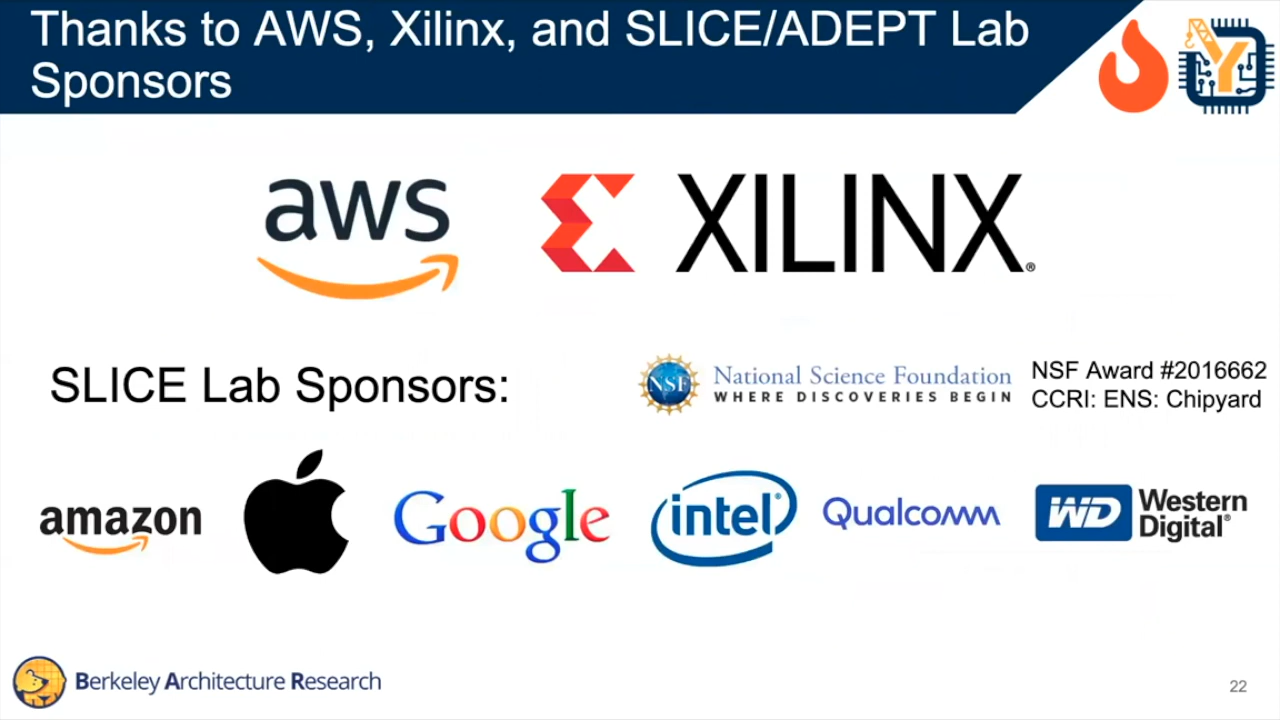 Thanks to AWS, Xilinx, and SLICE/ADEPT Lab
Sponsors
aws
XILINX®
SLICE Lab Sponsors:
NSF
National Science Foundation
WHERE DISCOVERIES BEGIN
NSF Award #2016662
CCRI: ENS: Chipyard
amazon
Google
intel®
Qualcomm
WD
Western
Digital®
Berkeley Architecture Research
22